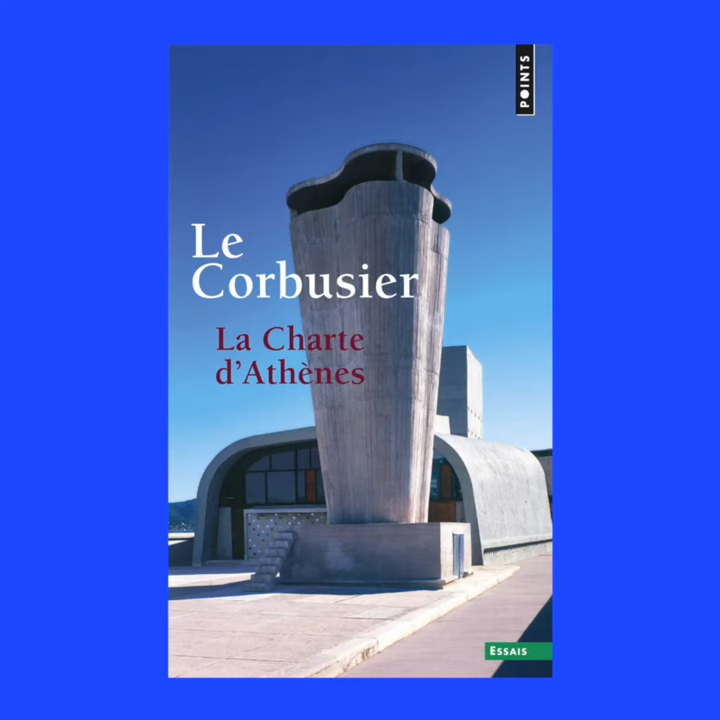 POINTS
Le
Corbusier
La Charte
d'Athènes
ESSAIS